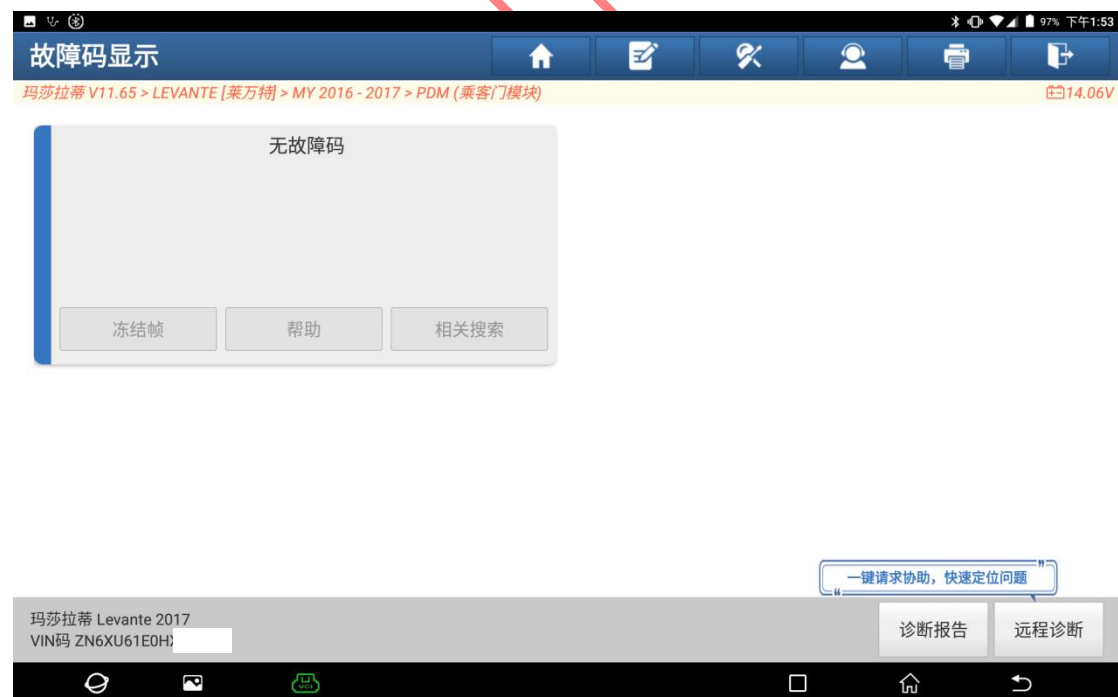 97% 下午1:53
故障码显示
玛莎拉蒂 V11.65 > LEVANTE [莱万特] > MY 2016 - 2017 > PDM (乘客门模块)
14.06V
无故障码
冻结帧
帮助
相关搜索
一键请求协助，快速定位问题
玛莎拉蒂 Levante 2017
VIN码 ZN6XU61E0H
诊断报告
远程诊断
VCI